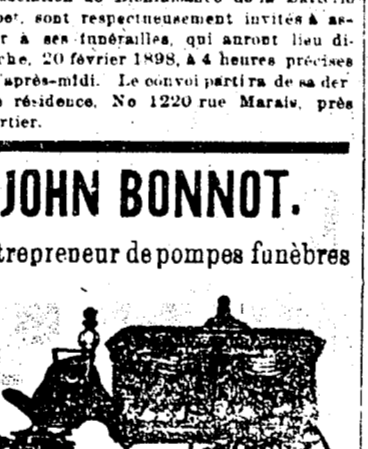 bet, sont respectueusement invités à as-
r à ses funérailles, qui auront lieu di-
che, 20 février 1898, à 4 heures précises
'après-midi. Le convoi partira de sa der
résidence, No 1220 rue Marais, près
rtier.
JOHN BONNOT.
trepreneur de pompes funèbres